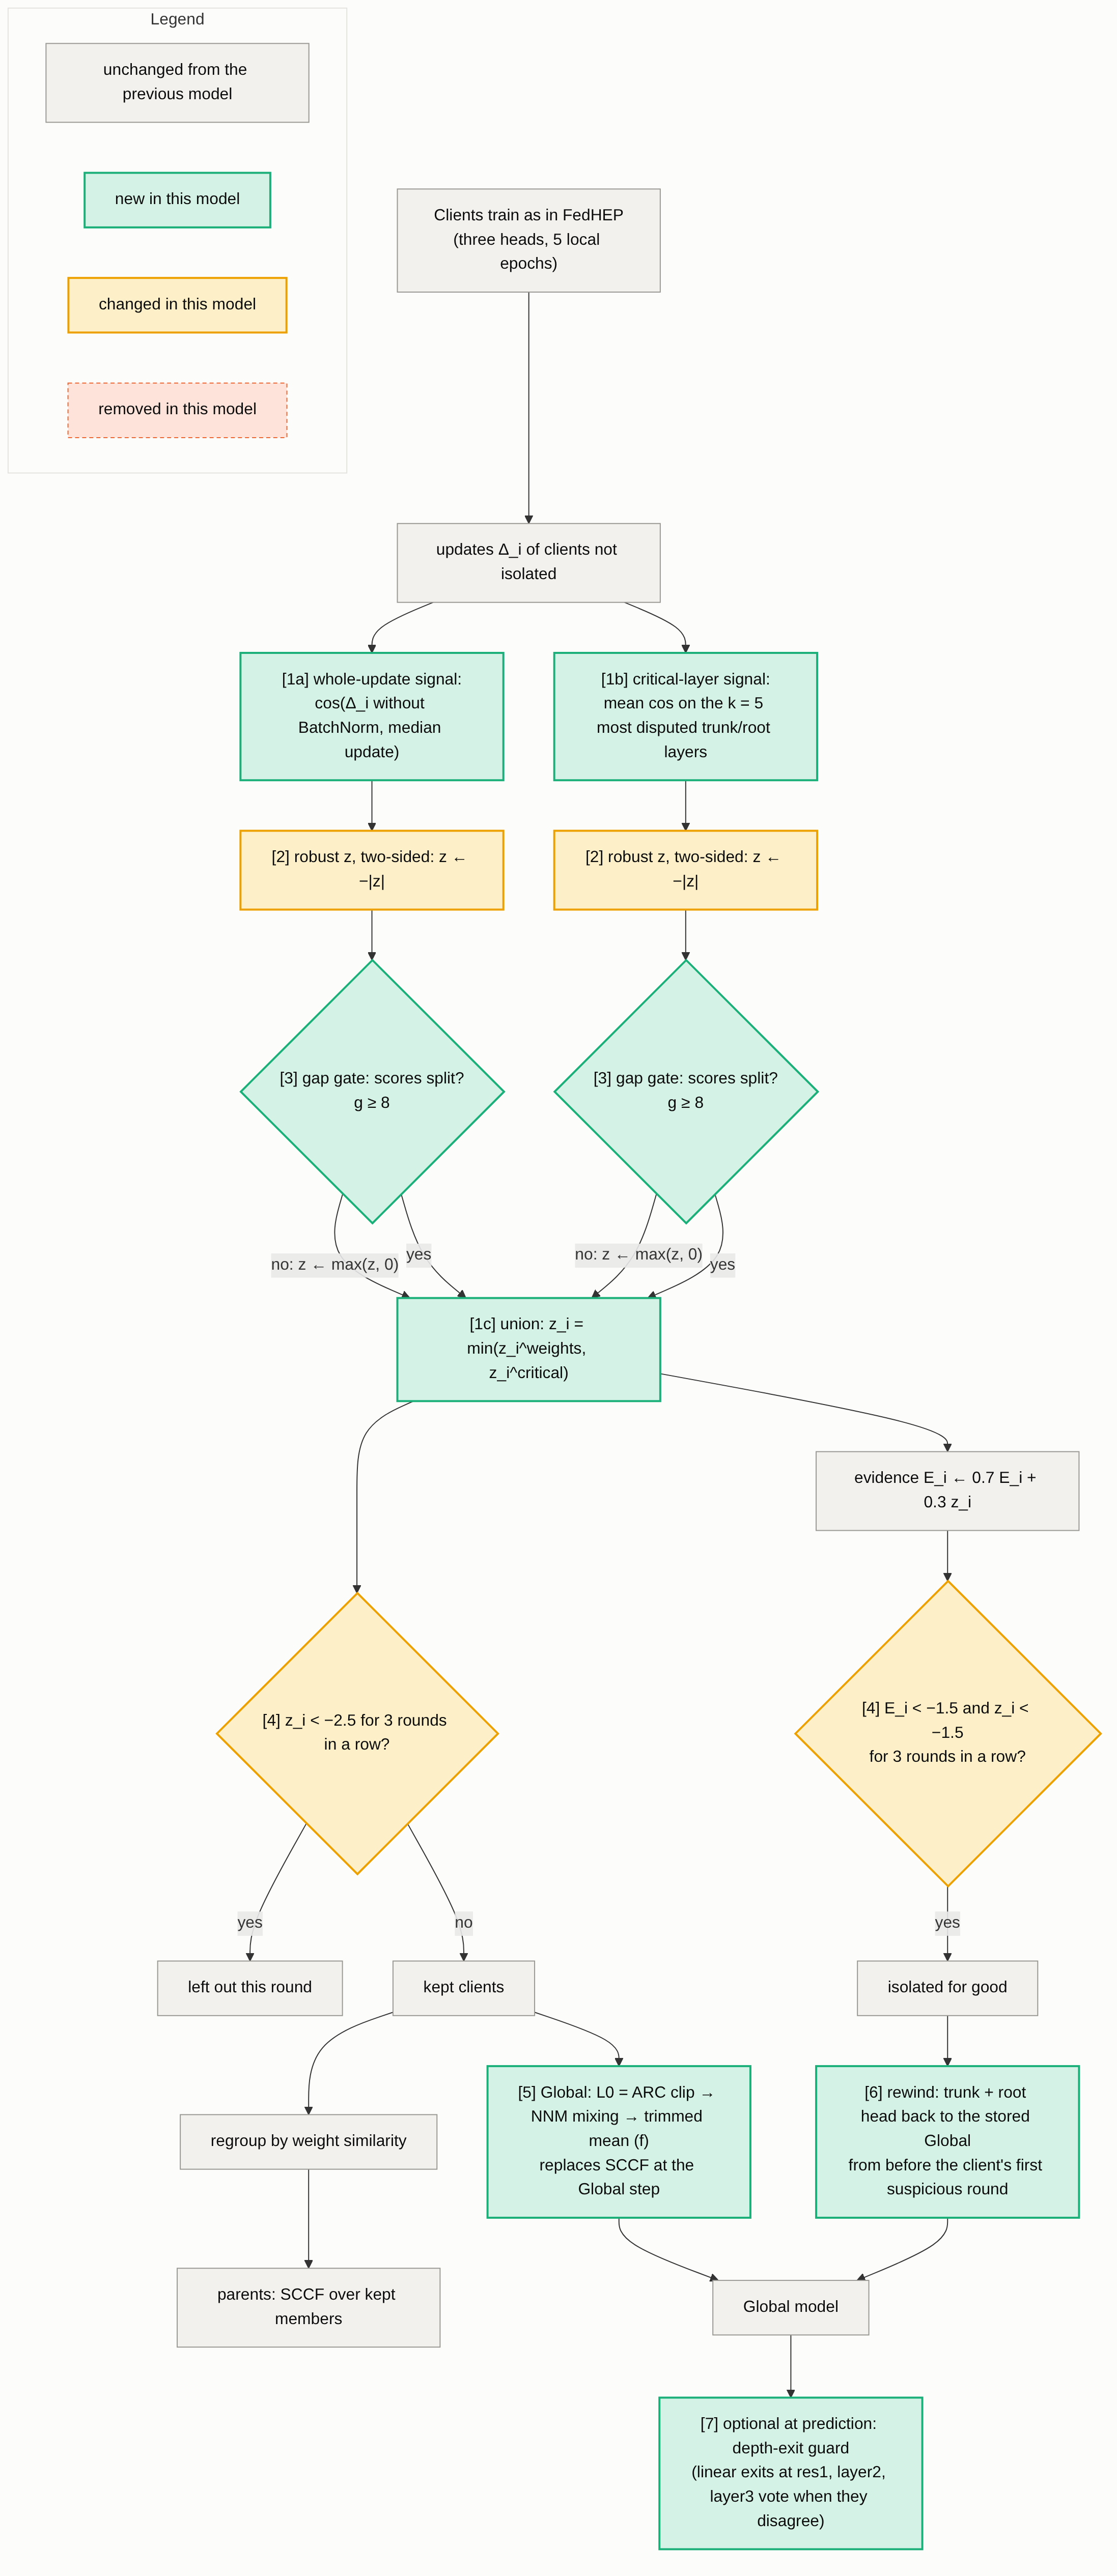 Legend
unchanged from the
previous model
new in this model
changed in this model
removed in this model
Clients train as in FedHEP
(three heads, 5 local
epochs)
updates Δ_i of clients not
isolated
[1a] whole-update signal:
cos(Δ_i without
BatchNorm, median
update)
[1b] critical-layer signal:
mean cos on the k = 5
most disputed trunk/root
layers
[2] robust z, two-sided: z ←
−|z|
[2] robust z, two-sided: z ←
−|z|
[3] gap gate: scores split?
g ≥ 8
[3] gap gate: scores split?
g ≥ 8
no: z ← max(z, 0)
yes
no: z ← max(z, 0)
yes
[1c] union: z_i =
min(z_i^weights,
z_i^critical)
evidence E_i ← 0.7 E_i +
0.3 z_i
[4] z_i < −2.5 for 3 rounds
in a row?
[4] E_i < −1.5 and z_i <
−1.5
for 3 rounds in a row?
yes
no
yes
left out this round
kept clients
isolated for good
regroup by weight similarity
[5] Global: L0 = ARC clip →
NNM mixing → trimmed
mean (f)
replaces SCCF at the
Global step
[6] rewind: trunk + root
head back to the stored
Global
from before the client's first
suspicious round
parents: SCCF over kept
members
Global model
[7] optional at prediction:
depth-exit guard
(linear exits at res1, layer2,
layer3 vote when they
disagree)